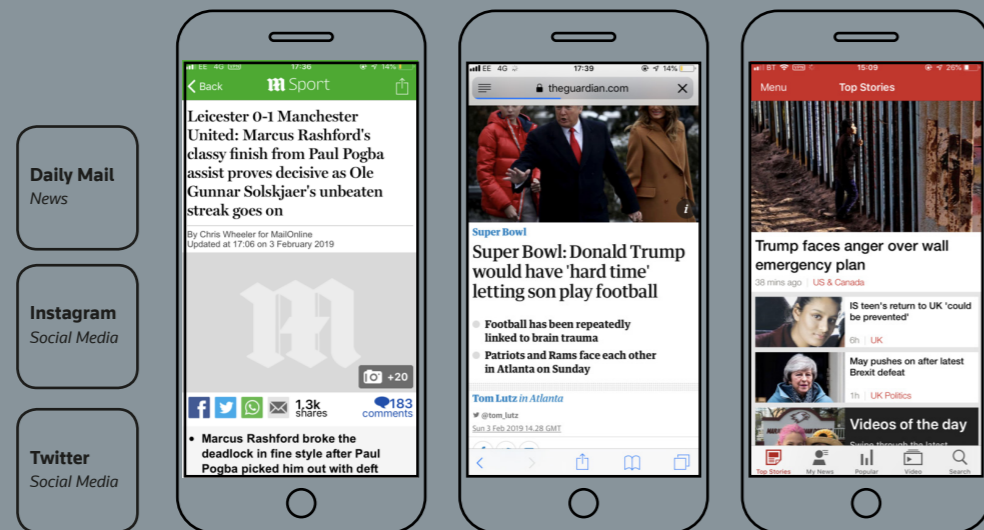 Daily Mail
News
Instagram
Social Media
Twitter
Social Media
EE 4G 17:36 14%
Back m Sport
Leicester 0-1 Manchester
United: Marcus Rashford's
classy finish from Paul Pogba
assist proves decisive as Ole
Gunnar Solskjaer's unbeaten
streak goes on
By Chris Wheeler for MailOnline
Updated at 17:06 on 3 February 2019
m
+20
f 1,3k
shares
183
comments
• Marcus Rashford broke the
deadlock in fine style after Paul
Pogba picked him out with deft
EE 4G 17:39 14%
theguardian.com
i
Super Bowl
Super Bowl: Donald Trump
would have 'hard time'
letting son play football
Football has been repeatedly
linked to brain trauma
Patriots and Rams face each other
in Atlanta on Sunday
Tom Lutz in Atlanta
@tom_lutz
Sun 3 Feb 2019 14.28 GMT
BT 15:09 26%
Menu Top Stories
Trump faces anger over wall
emergency plan
38 mins ago | US & Canada
IS teen's return to UK 'could
be prevented'
6h | UK
May pushes on after latest
Brexit defeat
1h | UK Politics
Videos of the day
Swipe through the latest
Top Stories My News Popular Video Search